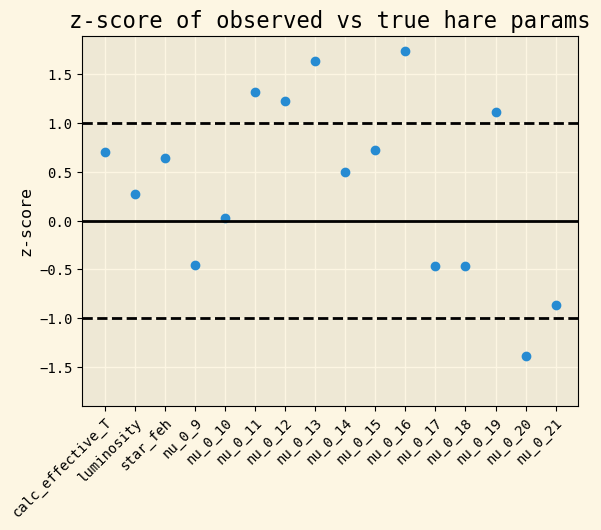 z-score of observed vs true hare params
z-score
1.5
1.0
0.5
0.0
−0.5
−1.0
−1.5
calc_effective_T
luminosity
star_feh
nu_0_9
nu_0_10
nu_0_11
nu_0_12
nu_0_13
nu_0_14
nu_0_15
nu_0_16
nu_0_17
nu_0_18
nu_0_19
nu_0_20
nu_0_21